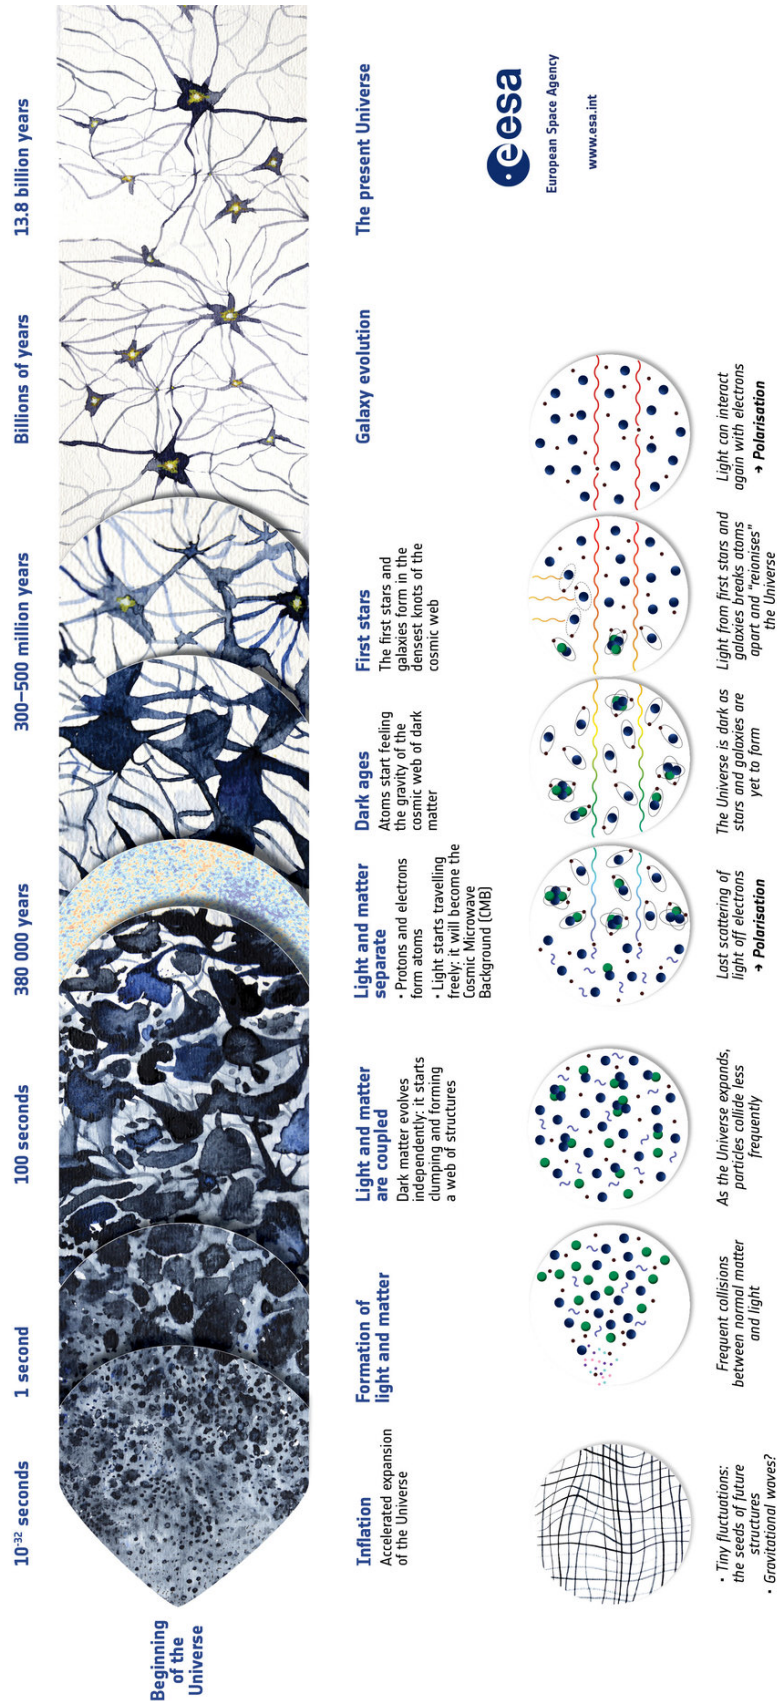 Beginning
of the
Universe
10⁻³² seconds
1 second
100 seconds
380 000 years
300–500 million years
Billions of years
13.8 billion years
Inflation
Accelerated expansion
of the Universe
Formation of
light and matter
Light and matter
are coupled
Dark matter evolves
independently: it starts
clumping and forming
a web of structures
Light and matter
separate
• Protons and electrons
form atoms
• Light starts travelling
freely: it will become the
Cosmic Microwave
Background (CMB)
Dark ages
Atoms start feeling
the gravity of the
cosmic web of dark
matter
First stars
The first stars and
galaxies form in the
densest knots of the
cosmic web
Galaxy evolution
The present Universe
• Tiny fluctuations:
the seeds of future
structures
• Gravitational waves?
Frequent collisions
between normal matter
and light
As the Universe expands,
particles collide less
frequently
Last scattering of
light off electrons
→ Polarisation
The Universe is dark as
stars and galaxies are
yet to form
Light from first stars and
galaxies breaks atoms
apart and "reionises"
the Universe
Light can interact
again with electrons
→ Polarisation
esa
European Space Agency
www.esa.int